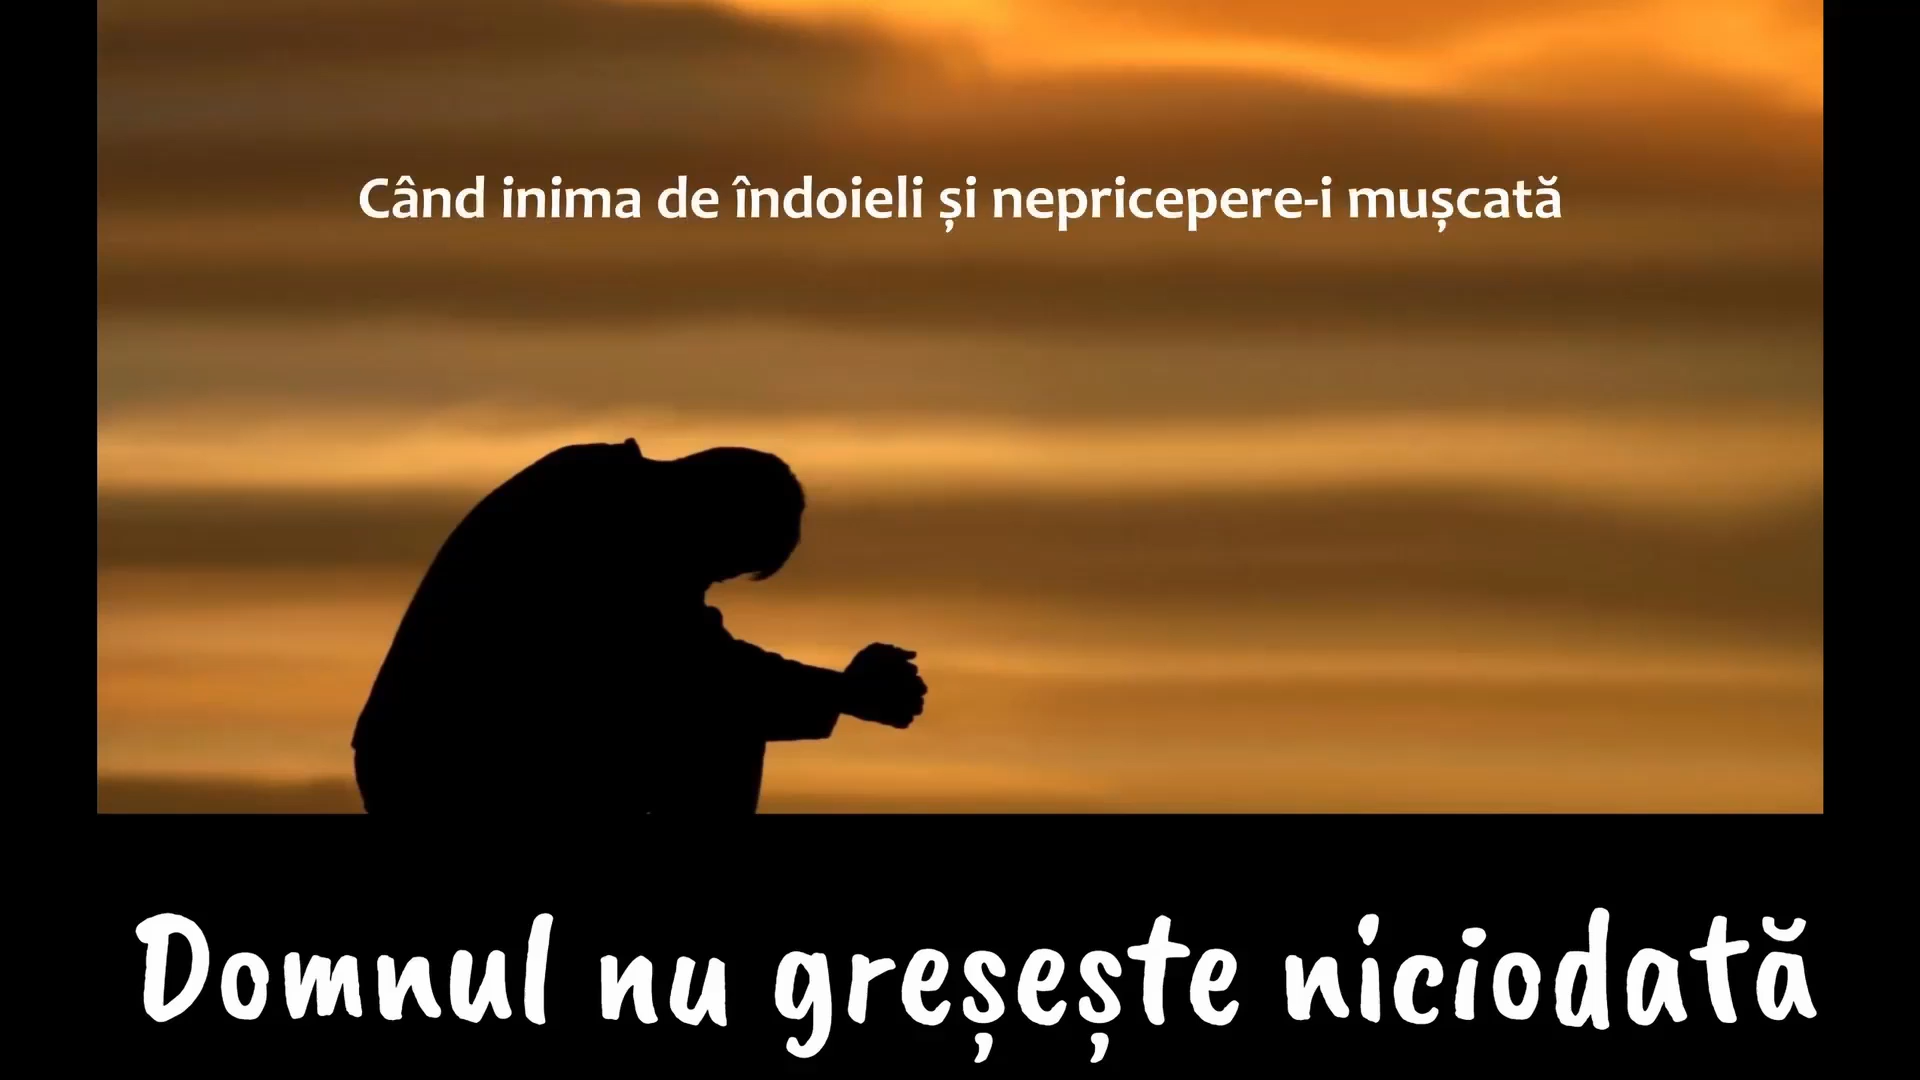 Când inima de îndoieli și nepricepere-i mușcată
Domnul nu greșește niciodată